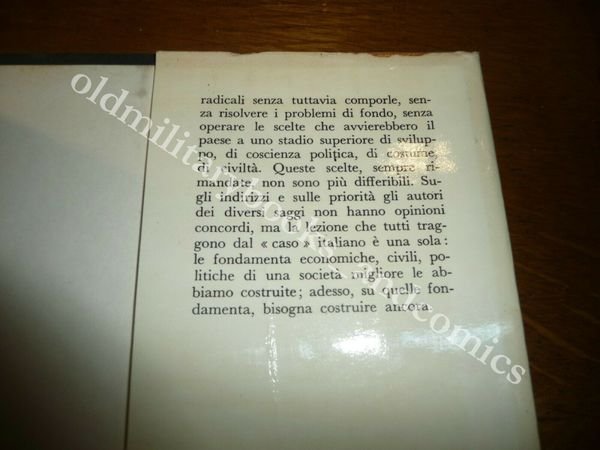 radicali senza tuttavia comporle, sen-
za risolvere i problemi di fondo, senza
operare le scelte che avvierebbero il
paese a uno stadio superiore di svilup-
po, di coscienza politica, di costume,
di civiltà. Queste scelte, sempre ri-
mandate, non sono più differibili. Su-
gli indirizzi e sulle priorità gli autori
dei diversi saggi non hanno opinioni
concordi, ma la lezione che tutti trag-
gono dal « caso » italiano è una sola:
le fondamenta economiche, civili, po-
litiche di una società migliore le ab-
biamo costruite; adesso, su quelle fon-
damenta, bisogna costruire ancora.
oldmilitarybooks_andcomics